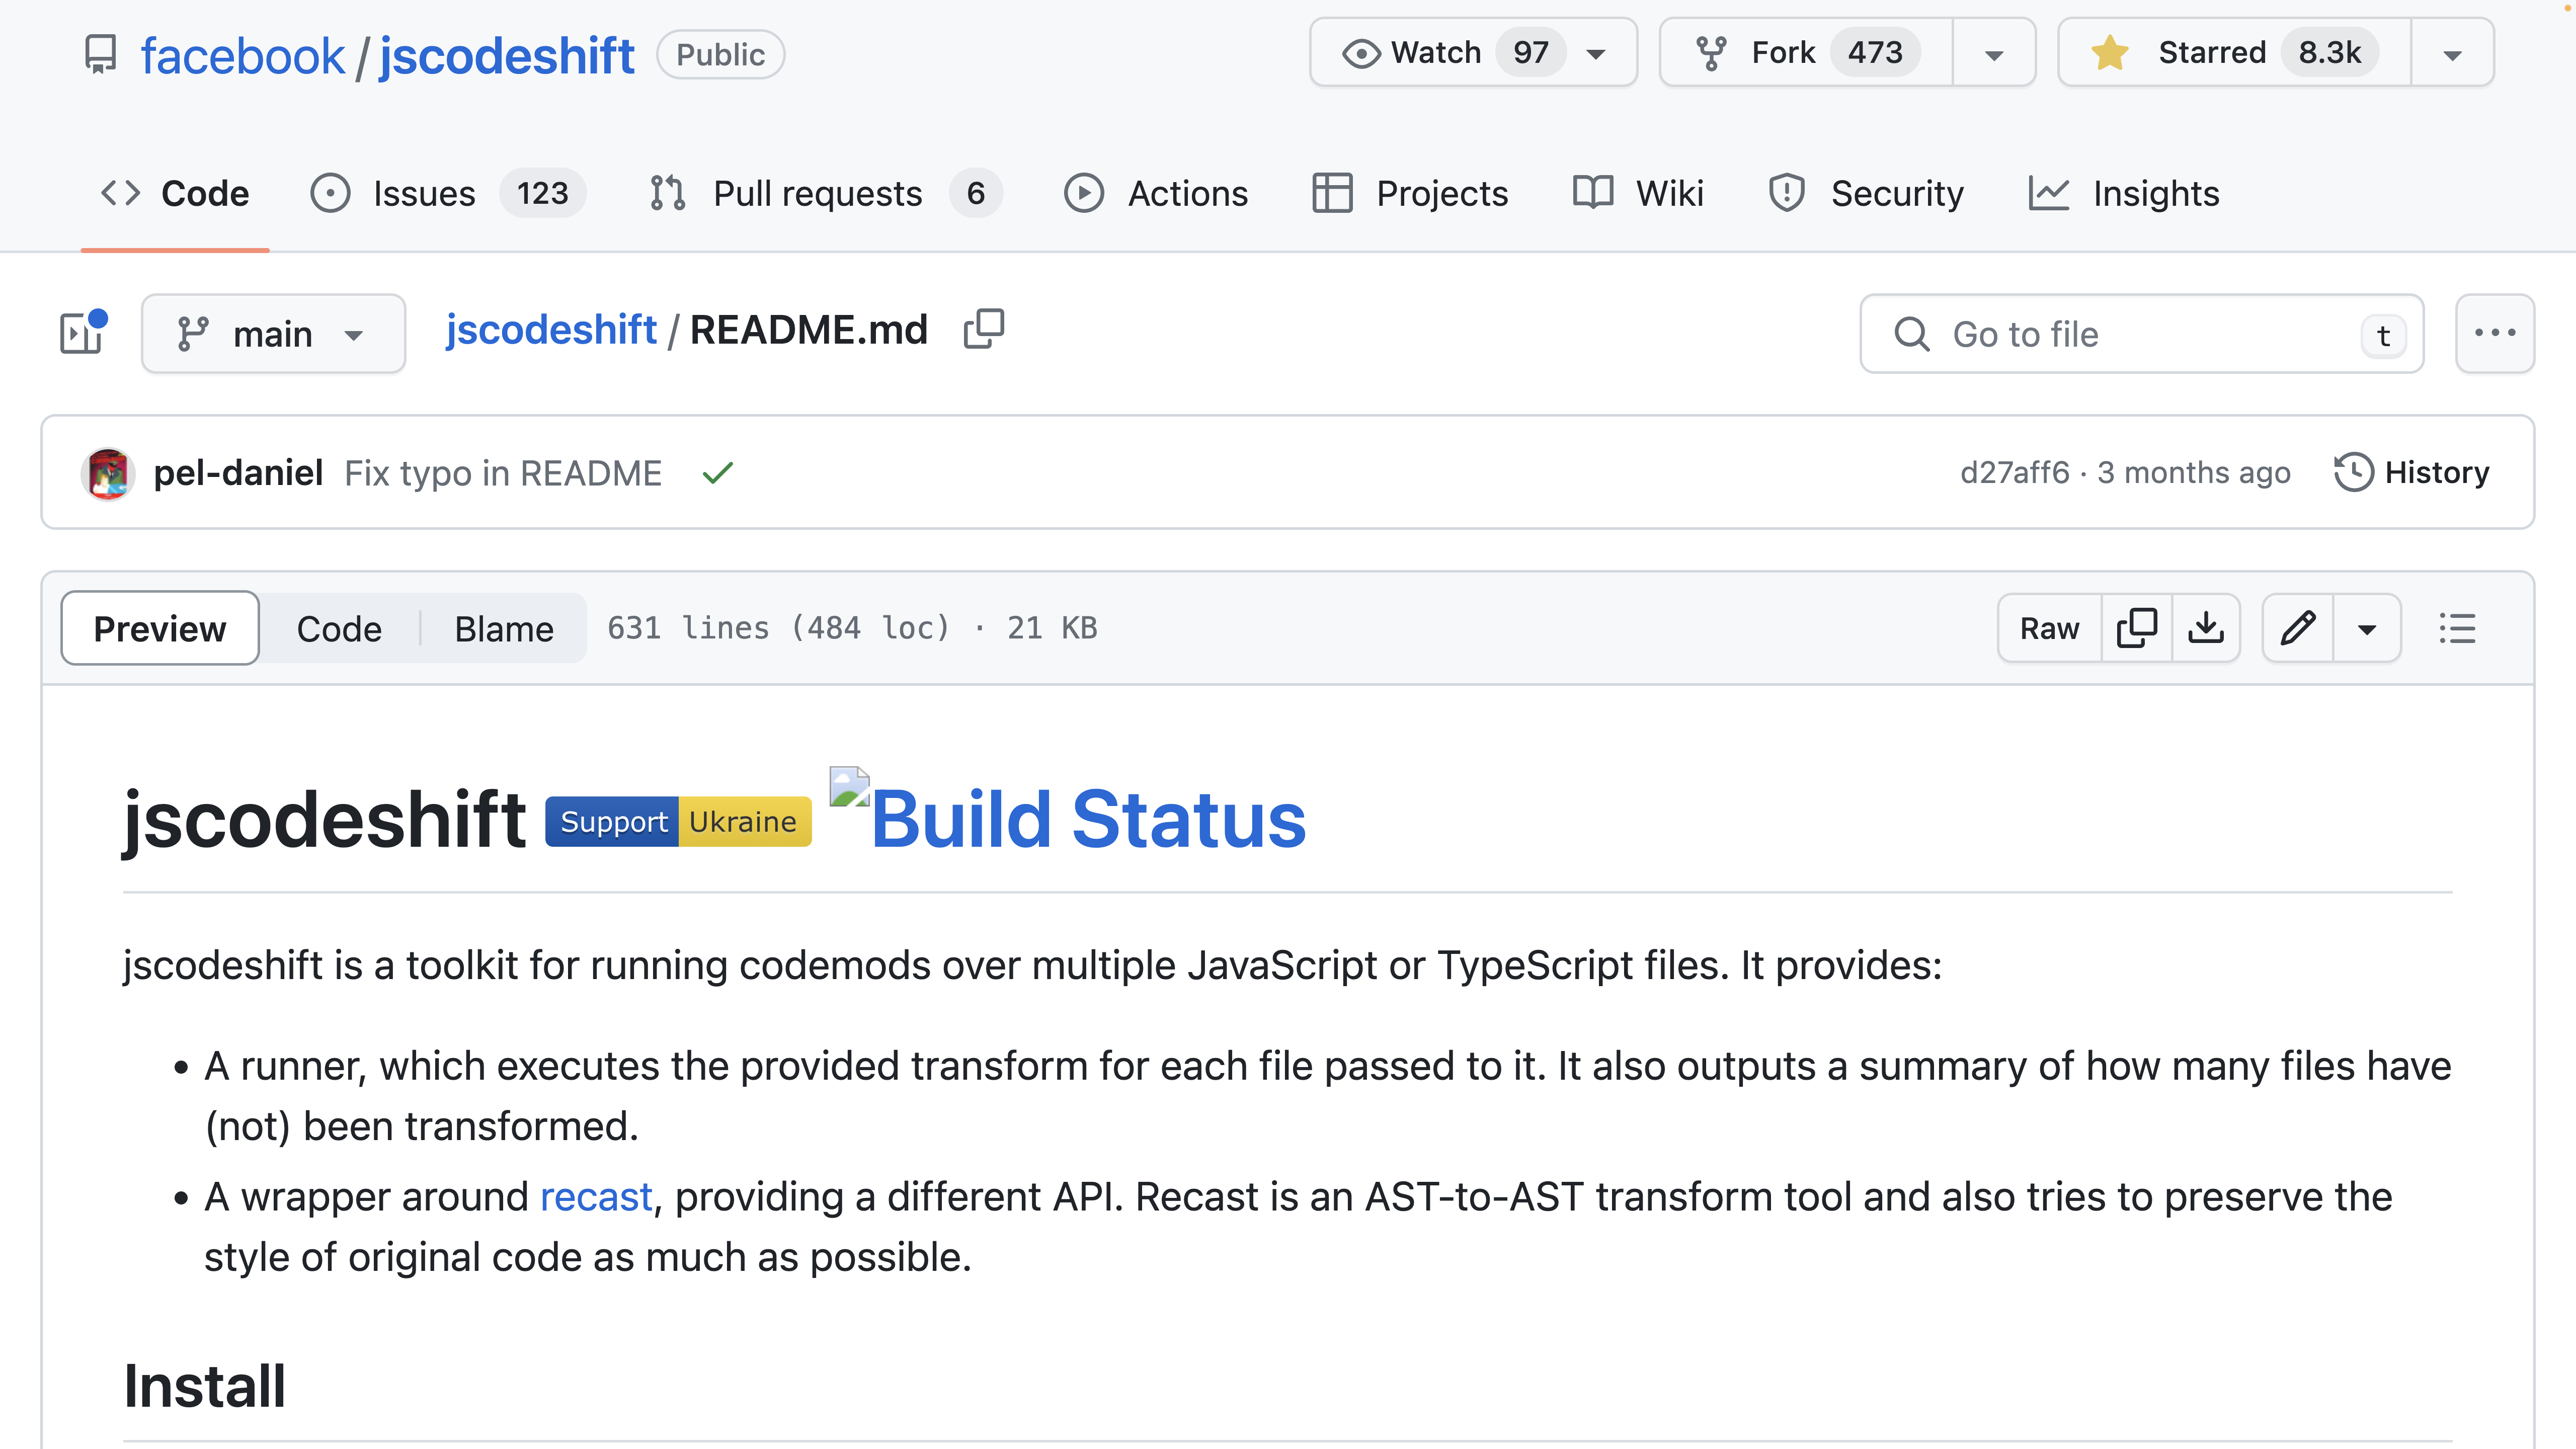 facebook / jscodeshift Public Watch 97 Fork 473 Starred 8.3k
Code Issues 123 Pull requests 6 Actions Projects Wiki Security Insights
main jscodeshift / README.md Go to file t
pel-daniel Fix typo in README d27aff6 · 3 months ago History
Preview Code Blame 631 lines (484 loc) · 21 KB Raw
jscodeshift Support Ukraine Build Status
jscodeshift is a toolkit for running codemods over multiple JavaScript or TypeScript files. It provides:
• A runner, which executes the provided transform for each file passed to it. It also outputs a summary of how many files have
(not) been transformed.
• A wrapper around recast, providing a different API. Recast is an AST-to-AST transform tool and also tries to preserve the
style of original code as much as possible.
Install